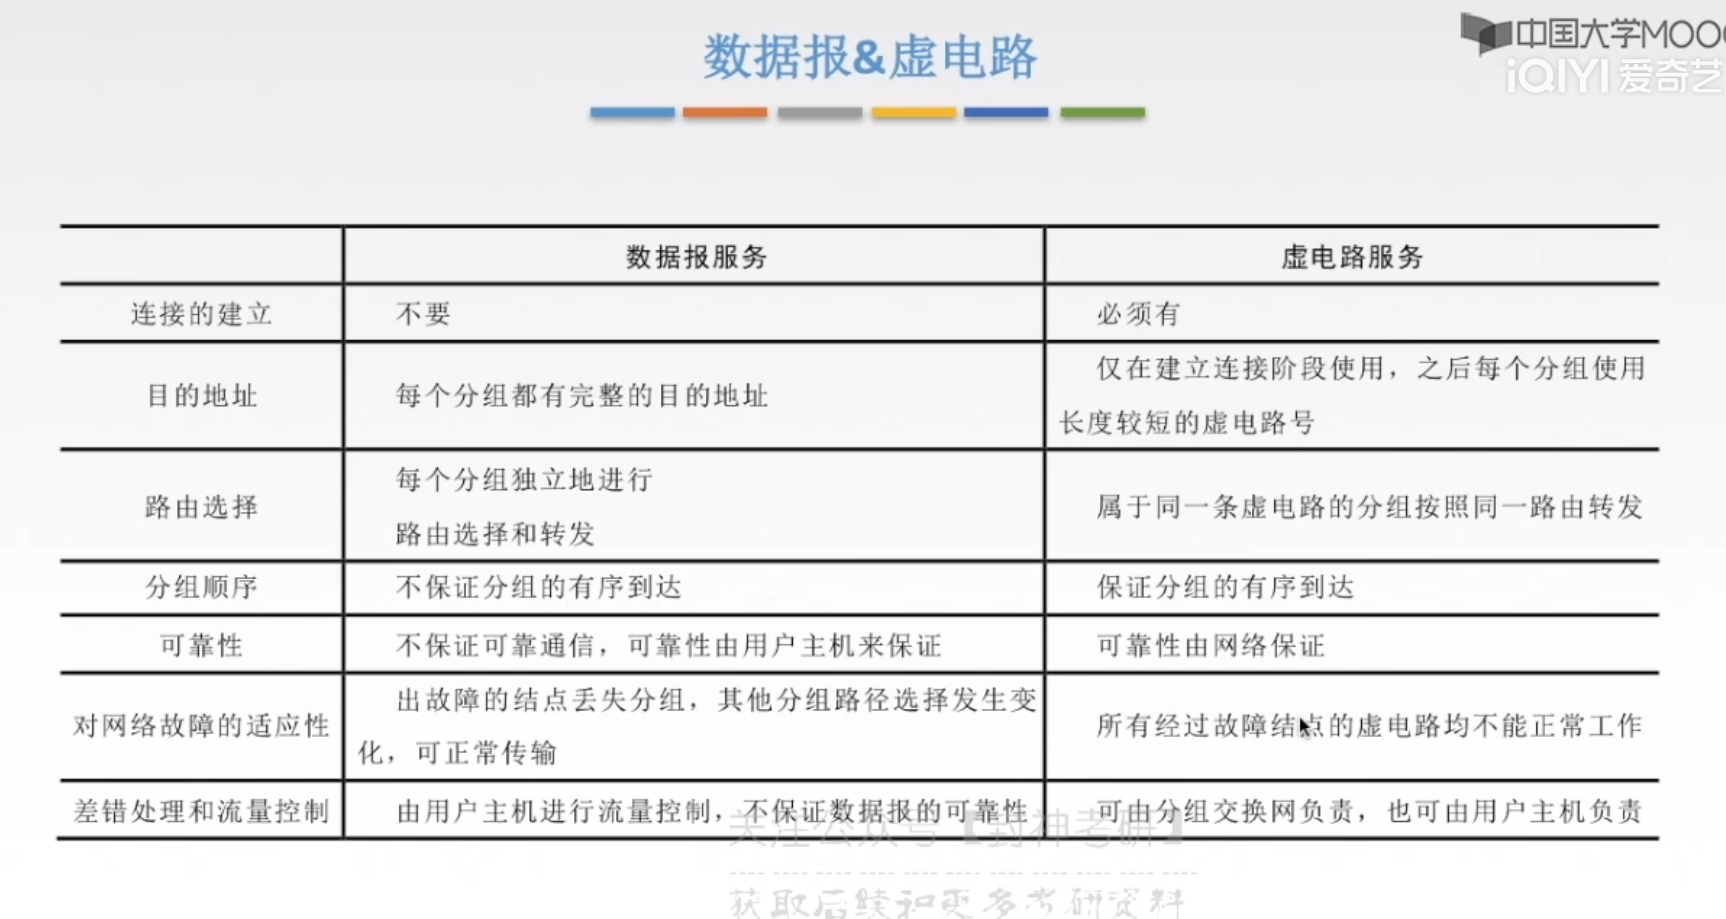 中国大学MOO
iQIYI 爱奇艺
数据报&虚电路
数据报服务
虚电路服务
连接的建立
不要
必须有
目的地址
每个分组都有完整的目的地址
仅在建立连接阶段使用，之后每个分组使用
长度较短的虚电路号
路由选择
每个分组独立地进行
路由选择和转发
属于同一条虚电路的分组按照同一路由转发
分组顺序
不保证分组的有序到达
保证分组的有序到达
可靠性
不保证可靠通信，可靠性由用户主机来保证
可靠性由网络保证
对网络故障的适应性
出故障的结点丢失分组，其他分组路径选择发生变
化，可正常传输
所有经过故障结点的虚电路均不能正常工作
差错处理和流量控制
由用户主机进行流量控制，不保证数据报的可靠性
可由分组交换网负责，也可由用户主机负责
关注公众号【封神考研】
获取后续和更多考研资料